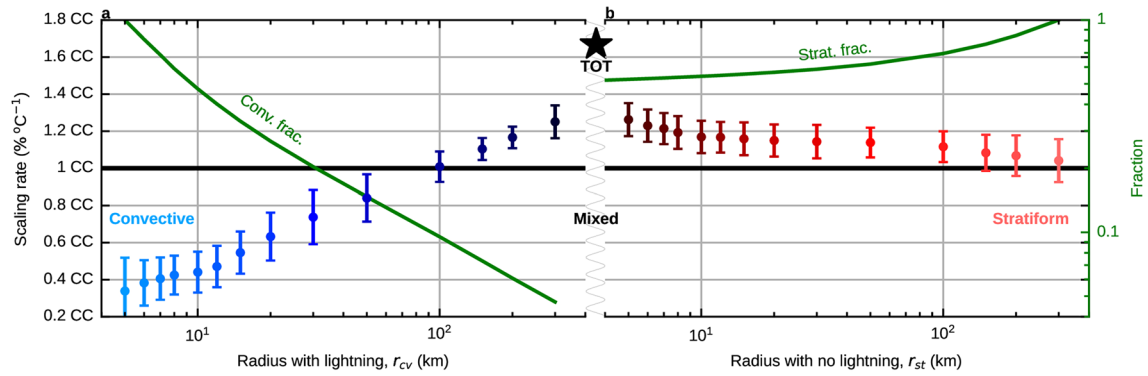 a
b
1.8 CC
1.6 CC
1.4 CC
1.2 CC
1 CC
0.8 CC
0.6 CC
0.4 CC
0.2 CC
Scaling rate (% °C⁻¹)
Conv. frac.
Convective
TOT
Mixed
Strat. frac.
Stratiform
1
0.1
Fraction
10¹
10²
10¹
10²
Radius with lightning, r_cv (km)
Radius with no lightning, r_st (km)